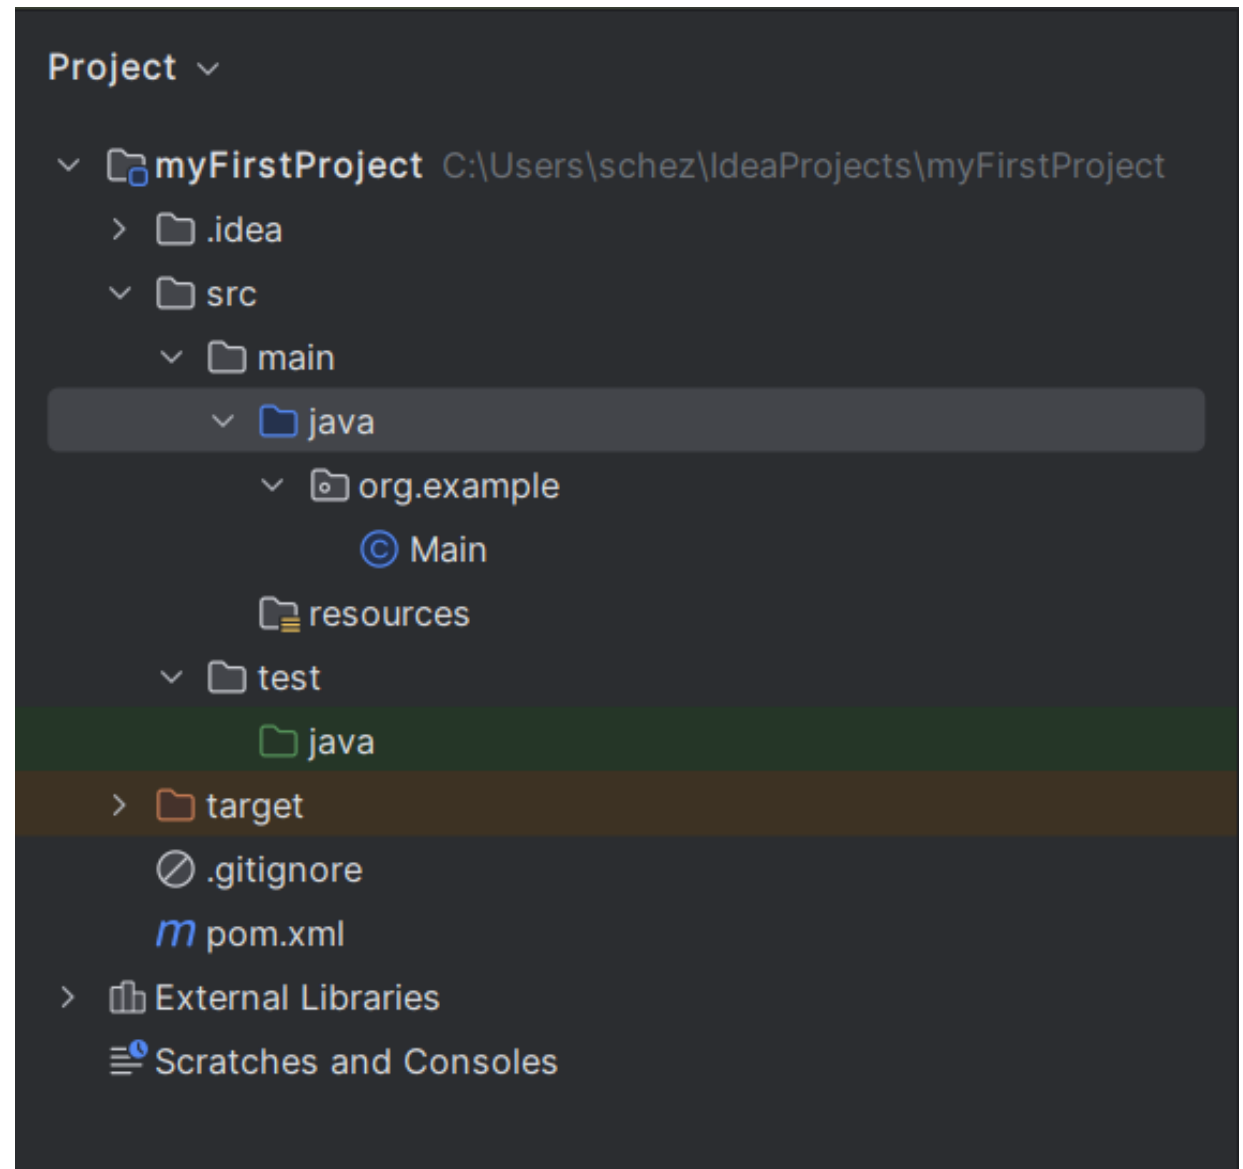 Project
myFirstProject C:\Users\schez\IdeaProjects\myFirstProject
.idea
src
main
java
org.example
Main
resources
test
java
target
.gitignore
pom.xml
External Libraries
Scratches and Consoles